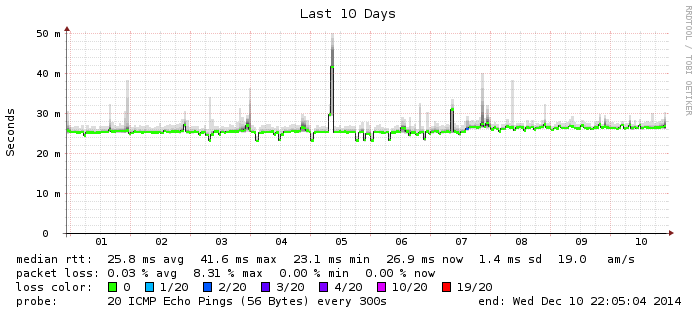 Last 10 Days
RRDTOOL / TOBI OETIKER
Seconds
50 m
40 m
30 m
20 m
10 m
0
01 02 03 04 05 06 07 08 09 10
median rtt: 25.8 ms avg 41.6 ms max 23.1 ms min 26.9 ms now 1.4 ms sd 19.0 am/s
packet loss: 0.03 % avg 8.31 % max 0.00 % min 0.00 % now
loss color: 0 1/20 2/20 3/20 4/20 10/20 19/20
probe: 20 ICMP Echo Pings (56 Bytes) every 300s end: Wed Dec 10 22:05:04 2014